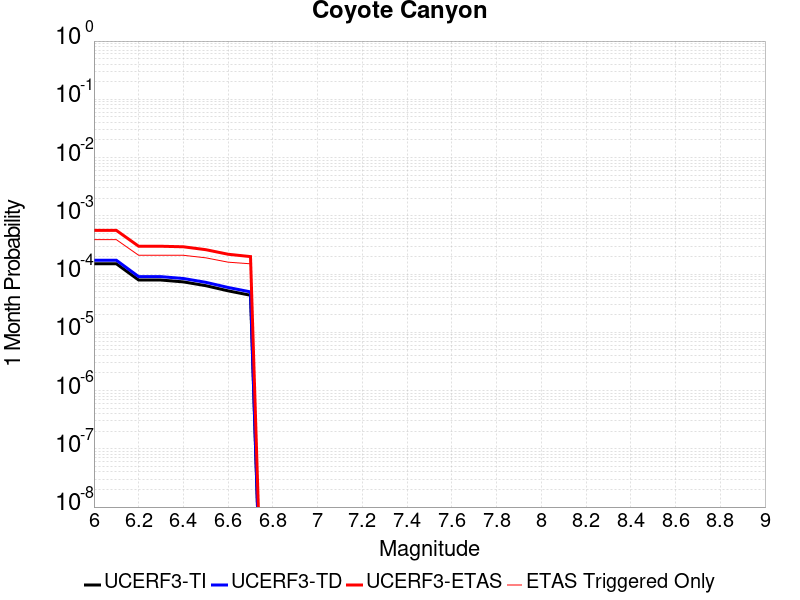 Coyote Canyon
10^0
10^-1
10^-2
10^-3
10^-4
10^-5
10^-6
10^-7
10^-8
1 Month Probability
6 6.2 6.4 6.6 6.8 7 7.2 7.4 7.6 7.8 8 8.2 8.4 8.6 8.8 9
Magnitude
UCERF3-TI UCERF3-TD UCERF3-ETAS ETAS Triggered Only